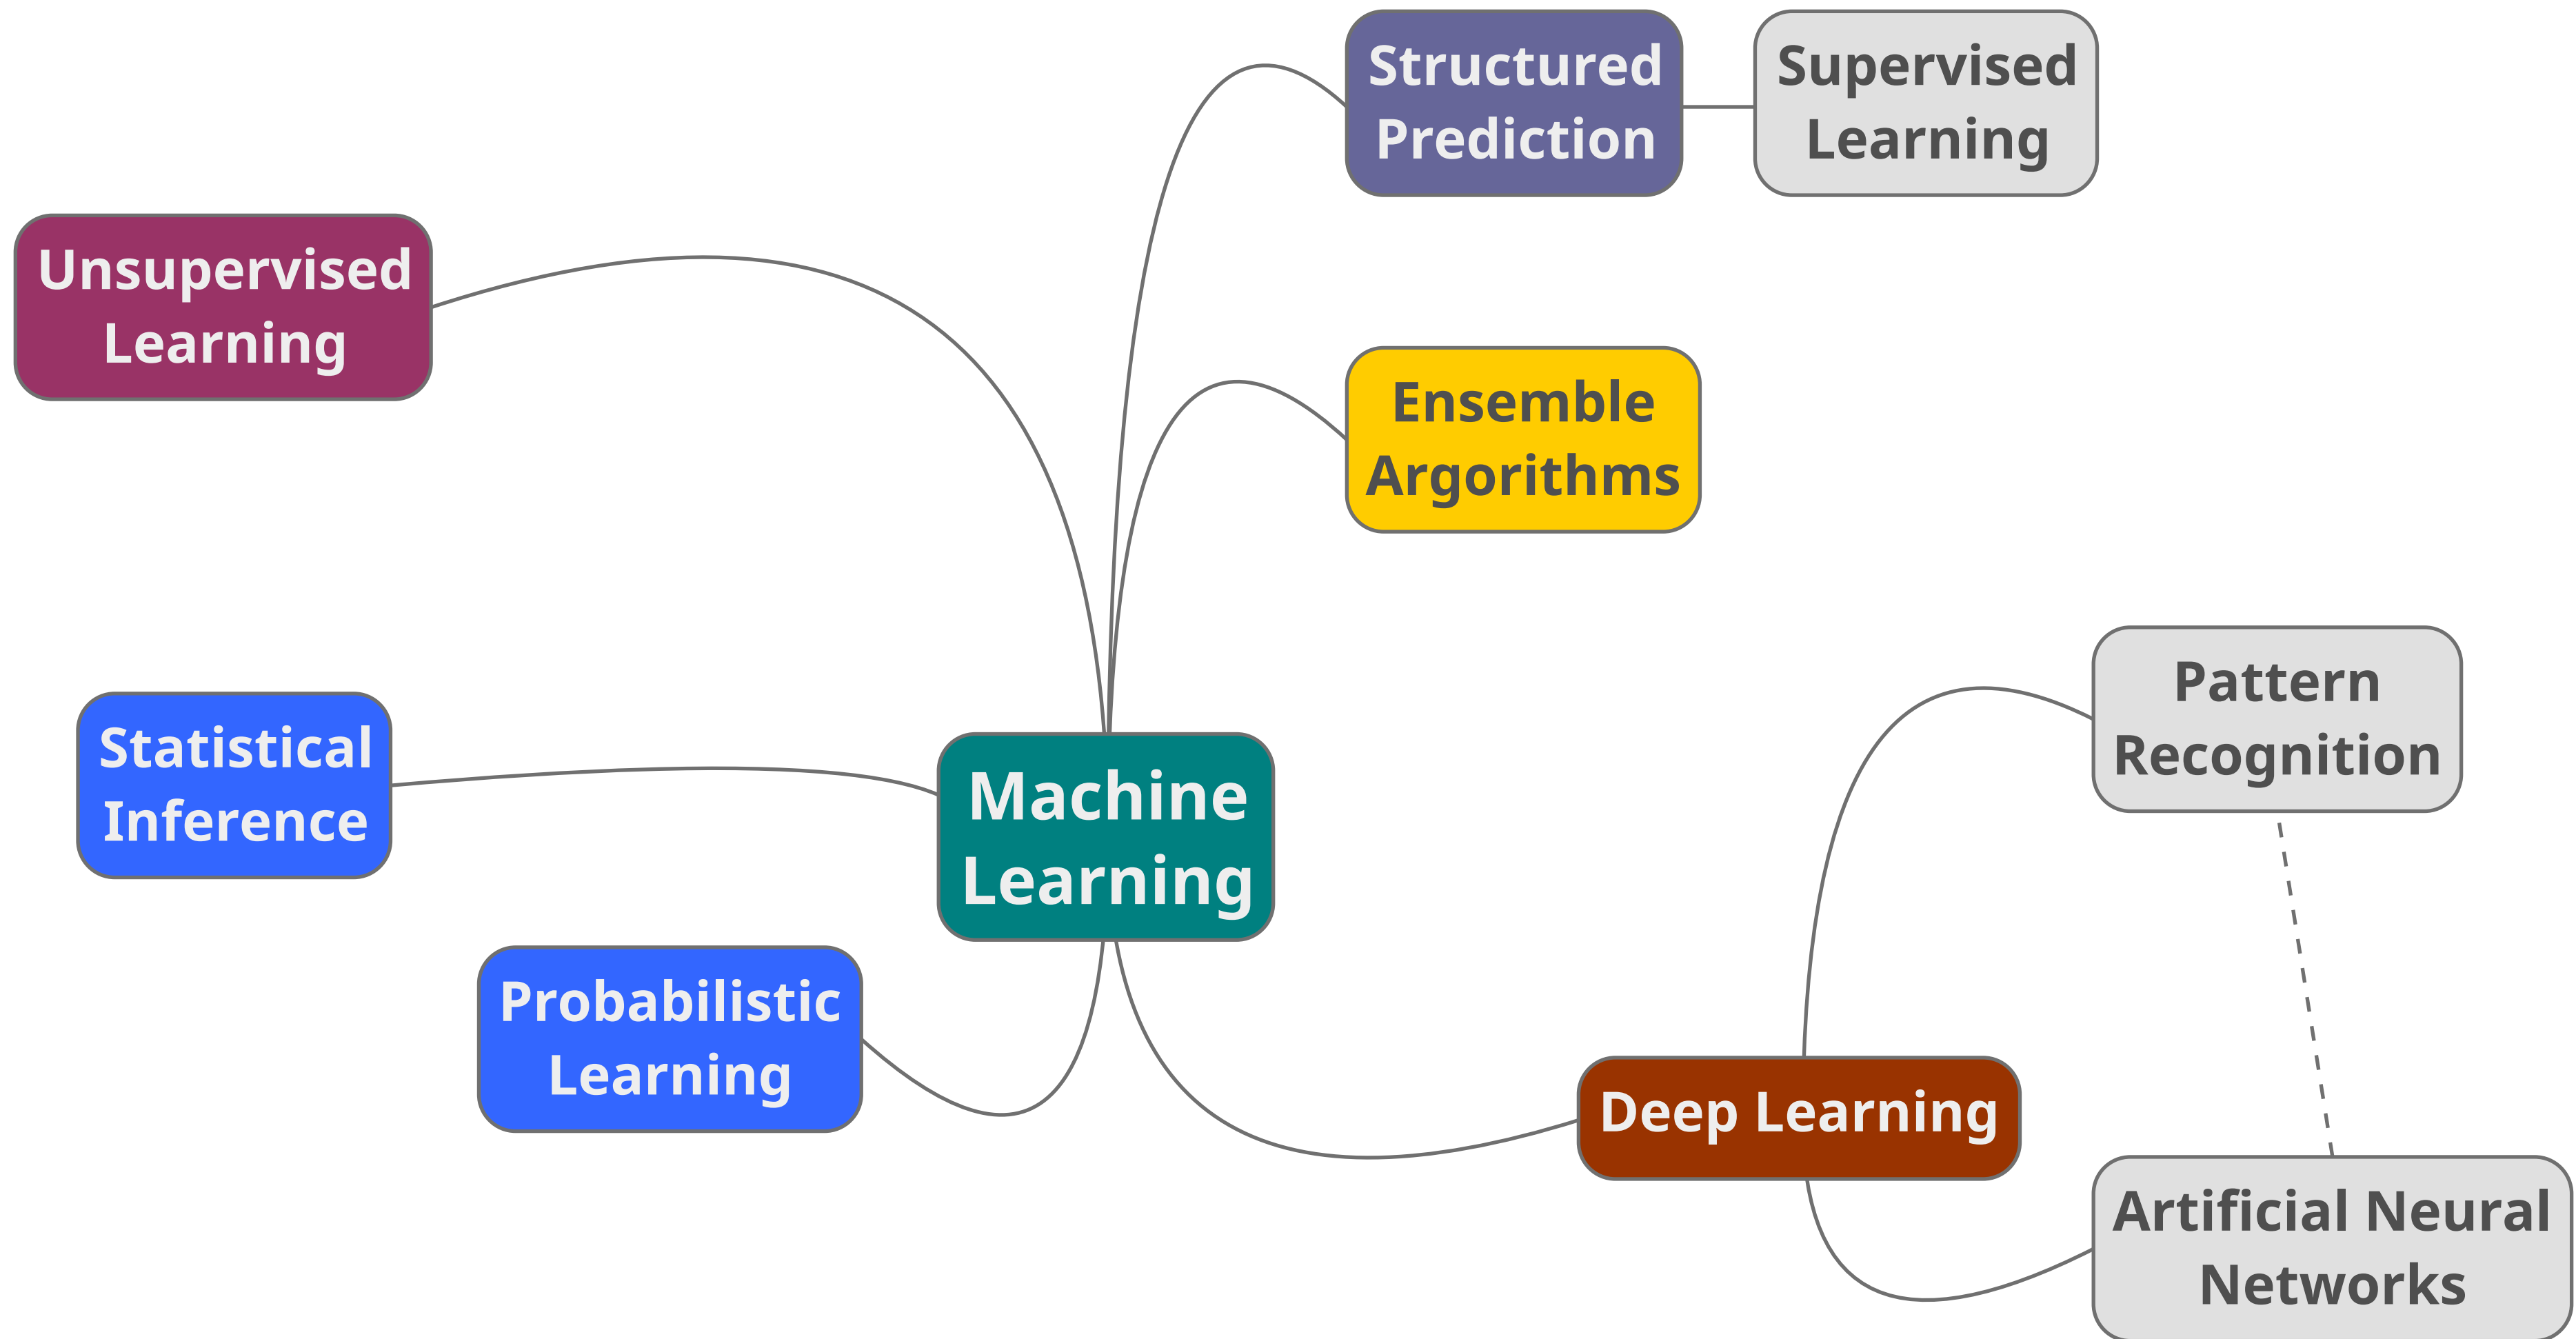 Structured
Prediction
Supervised
Learning
Unsupervised
Learning
Ensemble
Argorithms
Pattern
Recognition
Statistical
Inference
Machine
Learning
Probabilistic
Learning
Deep Learning
Artificial Neural
Networks